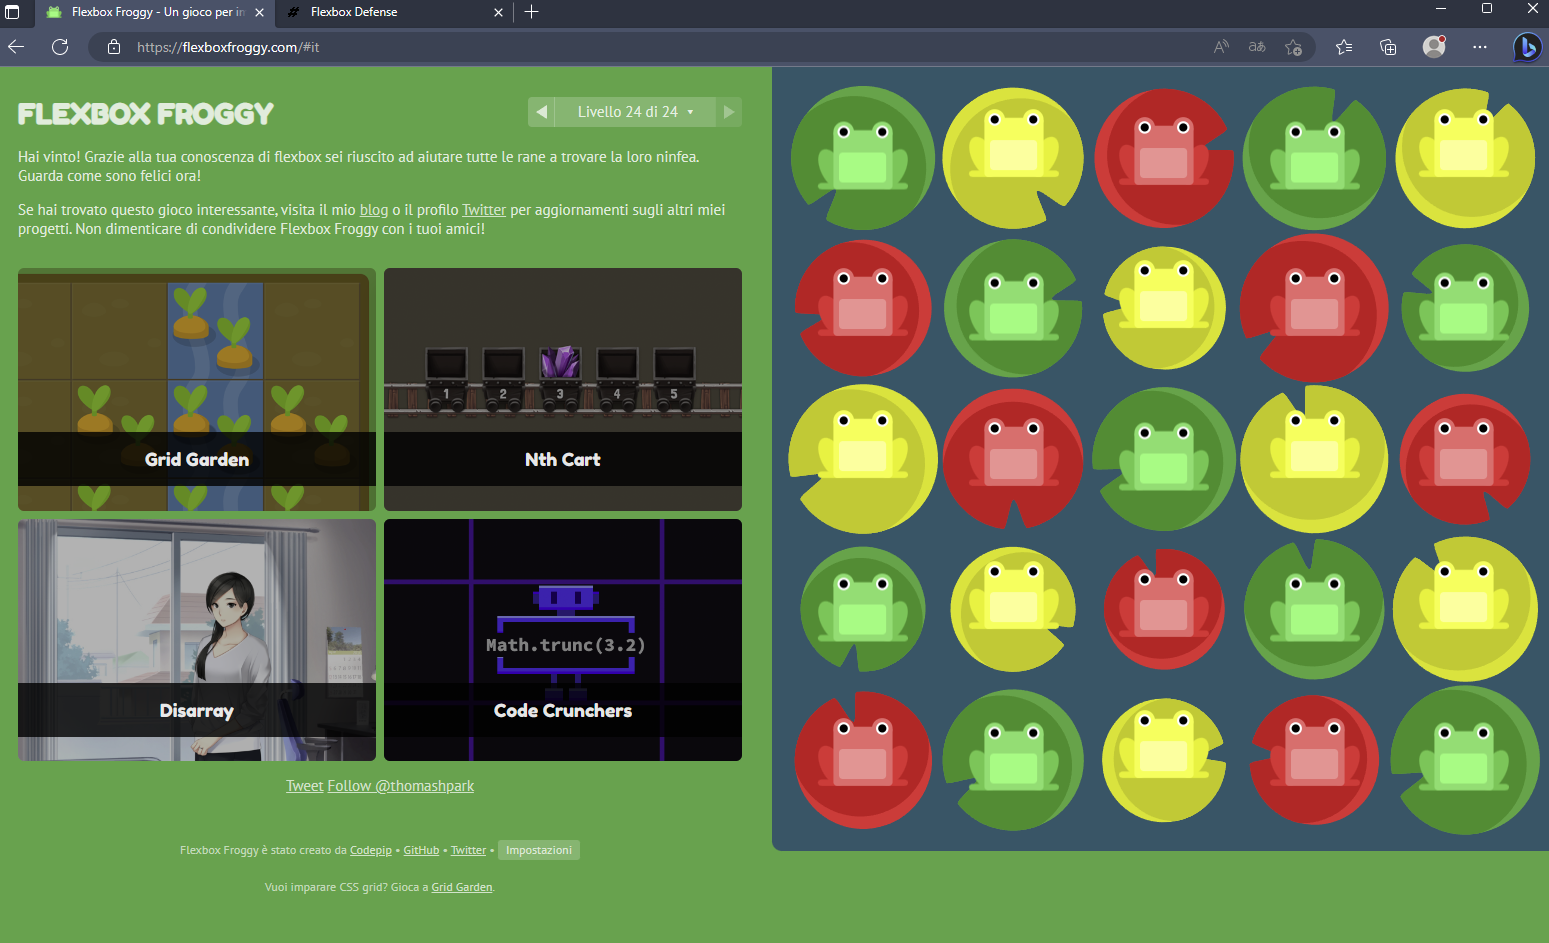 Flexbox Froggy - Un gioco per in
Flexbox Defense
https://flexboxfroggy.com/#it
FLEXBOX FROGGY
Livello 24 di 24
Hai vinto! Grazie alla tua conoscenza di flexbox sei riuscito ad aiutare tutte le rane a trovare la loro ninfea.
Guarda come sono felici ora!
Se hai trovato questo gioco interessante, visita il mio blog o il profilo Twitter per aggiornamenti sugli altri miei
progetti. Non dimenticare di condividere Flexbox Froggy con i tuoi amici!
1 2 3 4 5
Grid Garden
Nth Cart
Math.trunc(3.2)
Disarray
Code Crunchers
Tweet Follow @thomashpark
Flexbox Froggy è stato creato da Codepip • GitHub • Twitter • Impostazioni
Vuoi imparare CSS grid? Gioca a Grid Garden.